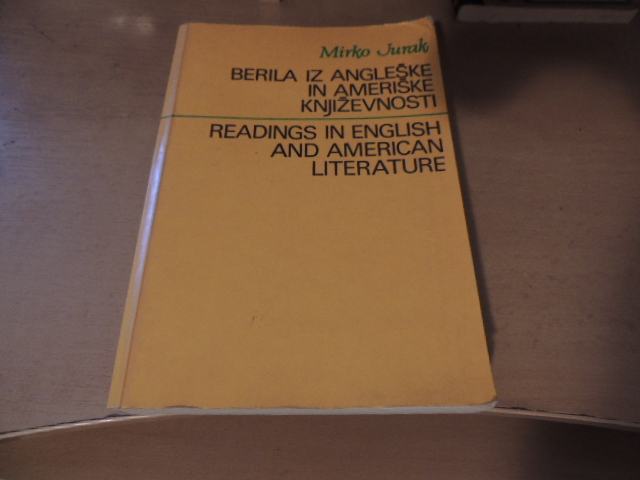 Mirko Jurak
BERILA IZ ANGLEŠKE
IN AMERIŠKE
KNJIŽEVNOSTI
READINGS IN ENGLISH
AND AMERICAN
LITERATURE